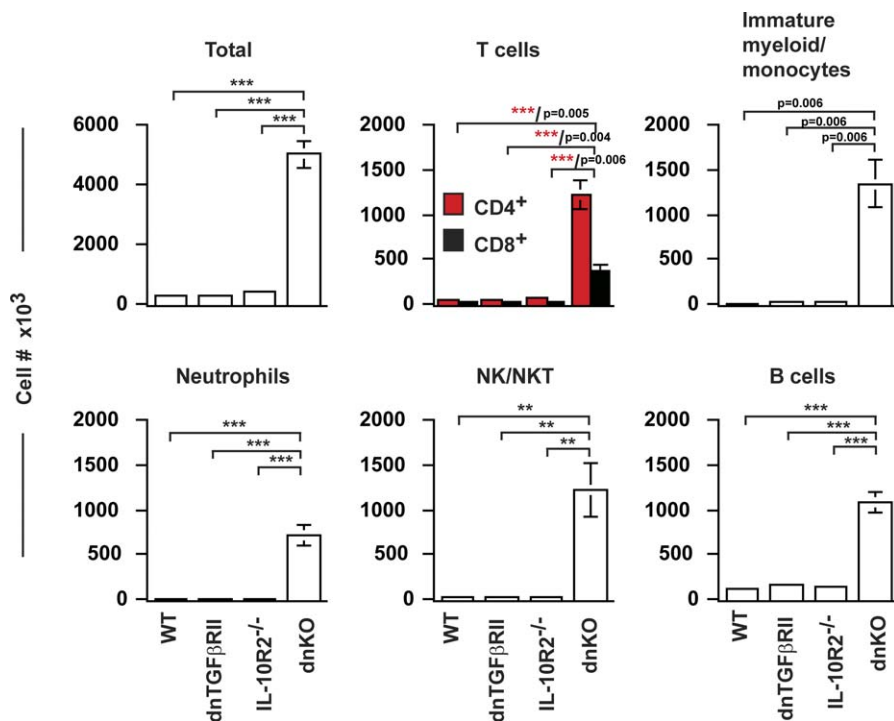 Total
***
***
***
6000
4000
2000
0
T cells
***/p=0.005
***/p=0.004
***/p=0.006
2000
1500
1000
500
0
CD4+
CD8+
Immature
myeloid/
monocytes
p=0.006
p=0.006
p=0.006
2000
1500
1000
500
0
Cell # x10³
Neutrophils
***
***
***
2000
1500
1000
500
0
WT
dnTGFβRII
IL-10R2-/-
dnKO
NK/NKT
**
**
**
2000
1500
1000
500
0
WT
dnTGFβRII
IL-10R2-/-
dnKO
B cells
***
***
***
2000
1500
1000
500
0
WT
dnTGFβRII
IL-10R2-/-
dnKO